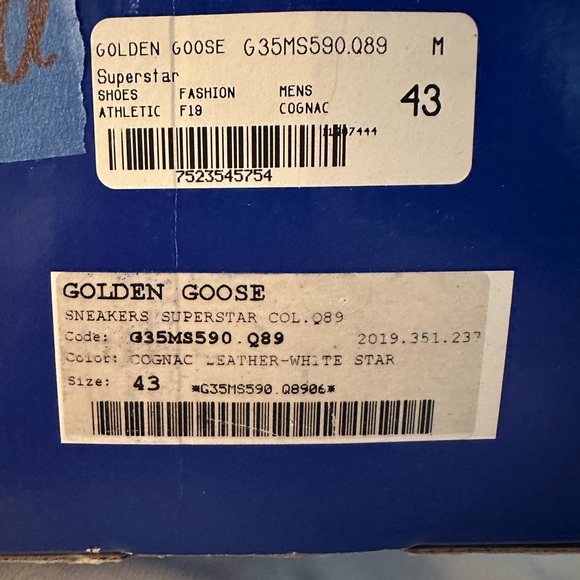 GOLDEN GOOSE G35MS590.Q89 M
Superstar
SHOES FASHION MENS
ATHLETIC F19 COGNAC 43
7444
7523545754
GOLDEN GOOSE
SNEAKERS SUPERSTAR COL.Q89
Code: G35MS590.Q89 2019.351.237
Color: COGNAC LEATHER-WHITE STAR
Size: 43 *G35MS590.Q8906*